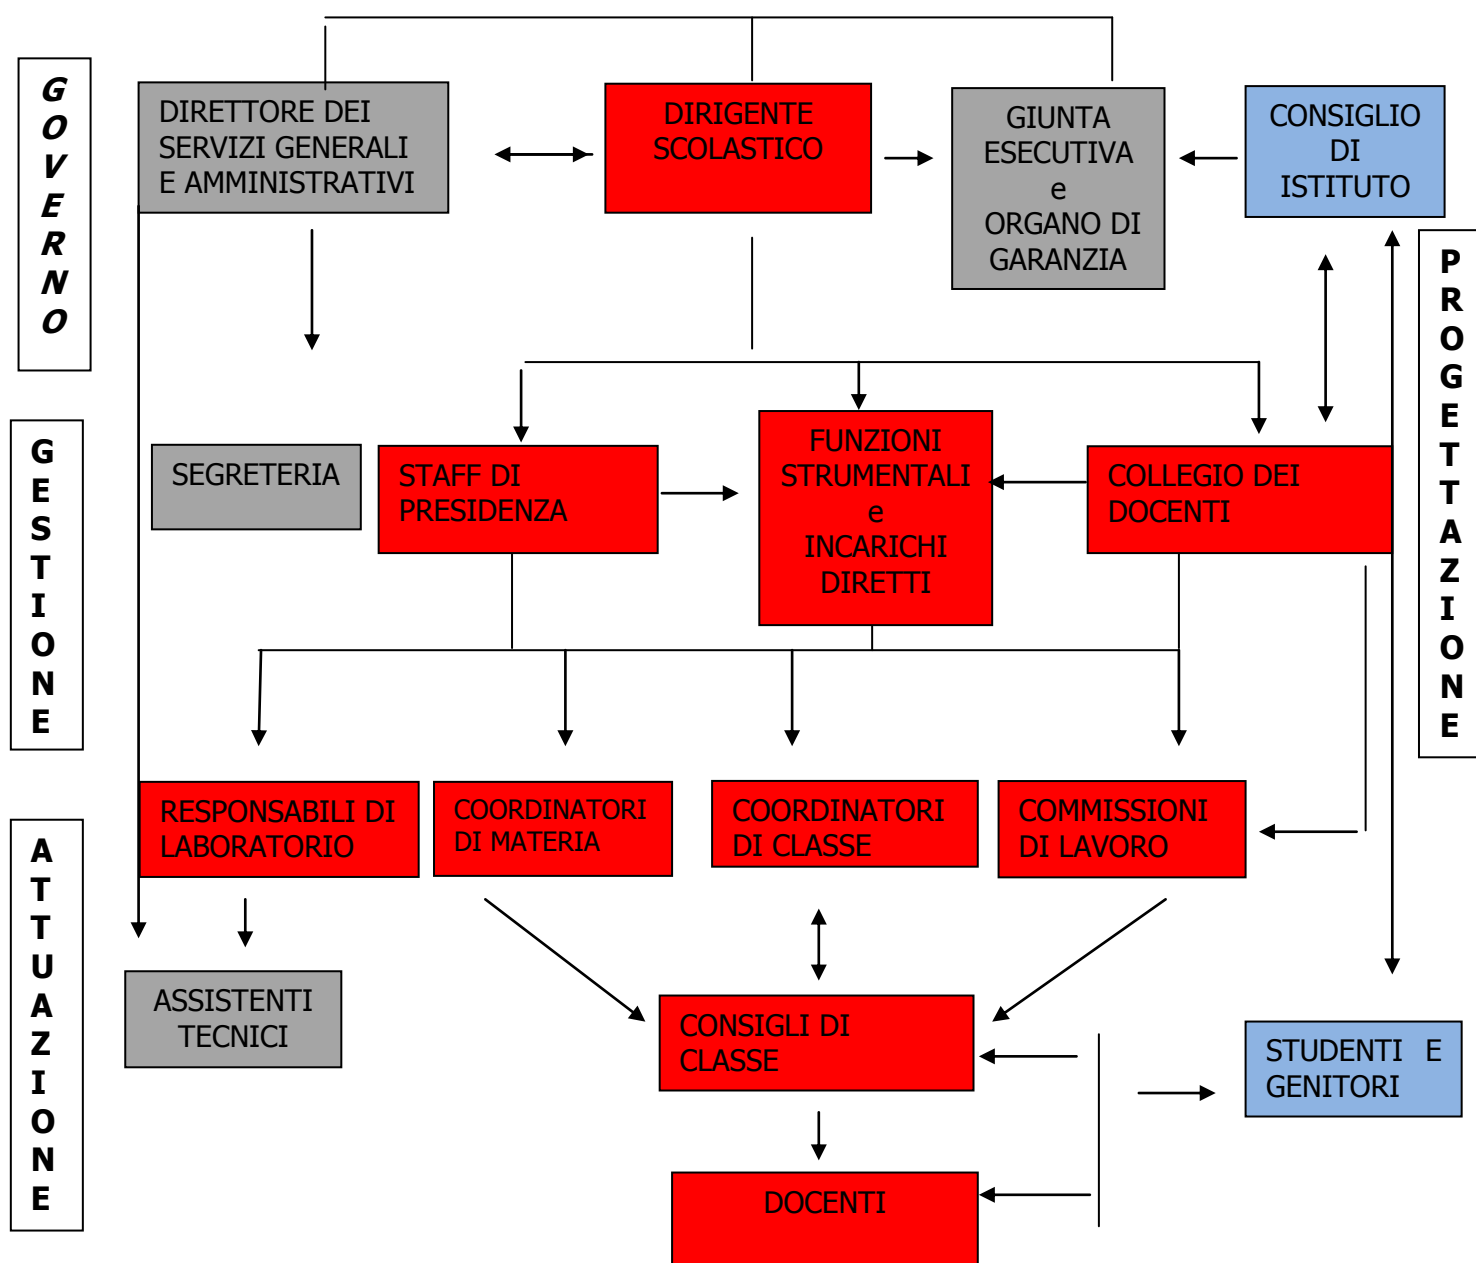 GOVERNO
DIRETTORE DEI
SERVIZI GENERALI
E AMMINISTRATIVI
DIRIGENTE
SCOLASTICO
GIUNTA
ESECUTIVA
e
ORGANO DI
GARANZIA
CONSIGLIO
DI
ISTITUTO
PROGETTAZIONE
GESTIONE
SEGRETERIA
STAFF DI
PRESIDENZA
FUNZIONI
STRUMENTALI
e
INCARICHI
DIRETTI
COLLEGIO DEI
DOCENTI
ATTUAZIONE
RESPONSABILI DI
LABORATORIO
COORDINATORI
DI MATERIA
COORDINATORI
DI CLASSE
COMMISSIONI
DI LAVORO
ASSISTENTI
TECNICI
CONSIGLI DI
CLASSE
STUDENTI E
GENITORI
DOCENTI